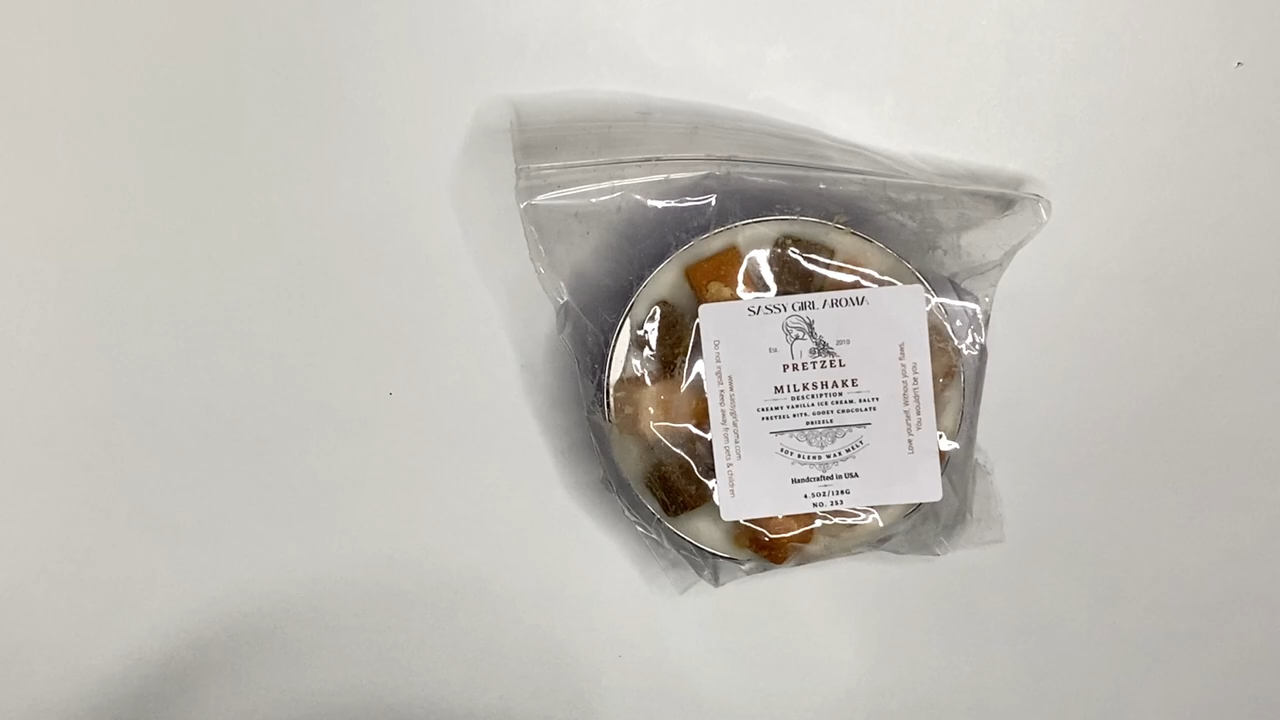 SASSY GIRL AROMA
Est. 2019
PRETZEL
MILKSHAKE
DESCRIPTION
CREAMY VANILLA ICE CREAM, SALTY
PRETZEL BITS, GOOEY CHOCOLATE
DRIZZLE
SOY BLEND WAX MELT
Handcrafted in USA
4.5OZ/128G
NO. 253
www.sassygirlaroma.com
Do not ingest. Keep away from pets & children
Love yourself. Without your flaws,
You wouldn't be you